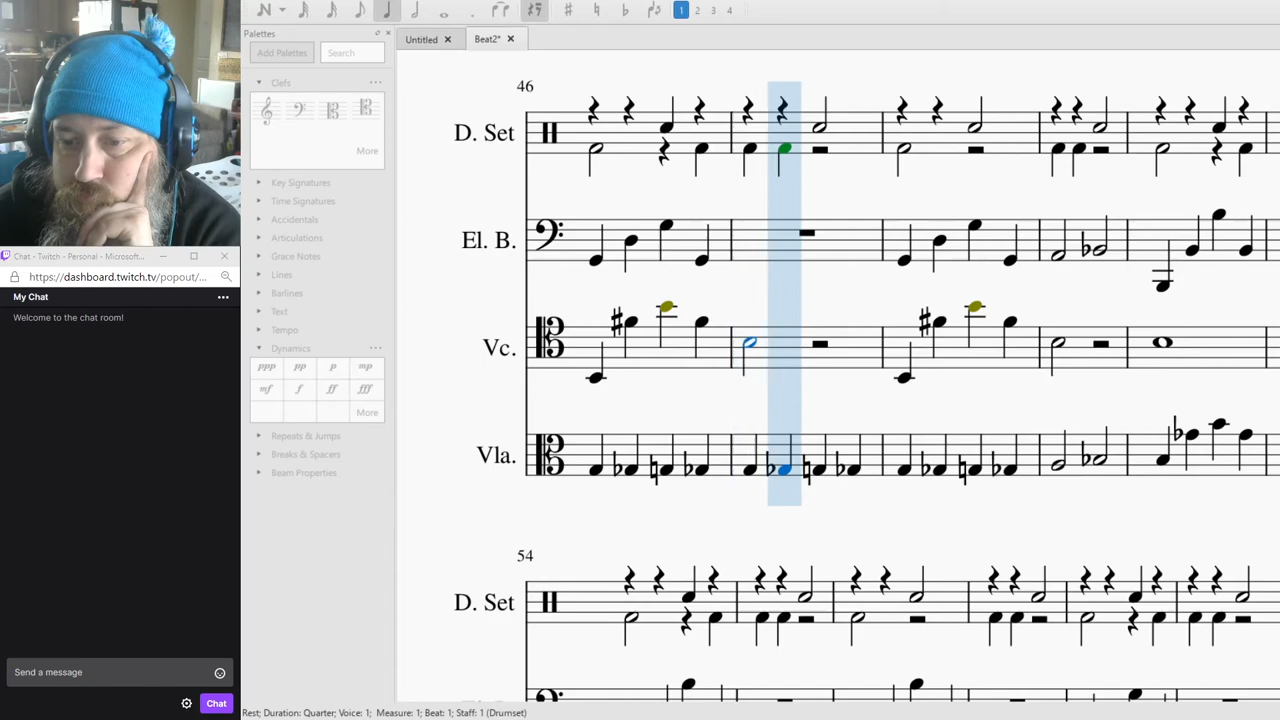 1 2 3 4
Palettes
Add Palettes
Search
Clefs
More
Key Signatures
Time Signatures
Accidentals
Articulations
Grace Notes
Lines
Barlines
Text
Tempo
Dynamics
ppp pp p mp
mf f ff fff
More
Repeats & Jumps
Breaks & Spacers
Beam Properties
Untitled
Beat2*
46
D. Set
El. B.
Vc.
Vla.
54
D. Set
Chat - Twitch - Personal - Microsoft...
https://dashboard.twitch.tv/popout/...
My Chat
Welcome to the chat room!
Send a message
Chat
Rest; Duration: Quarter; Voice: 1; Measure: 1; Beat: 1; Staff: 1 (Drumset)